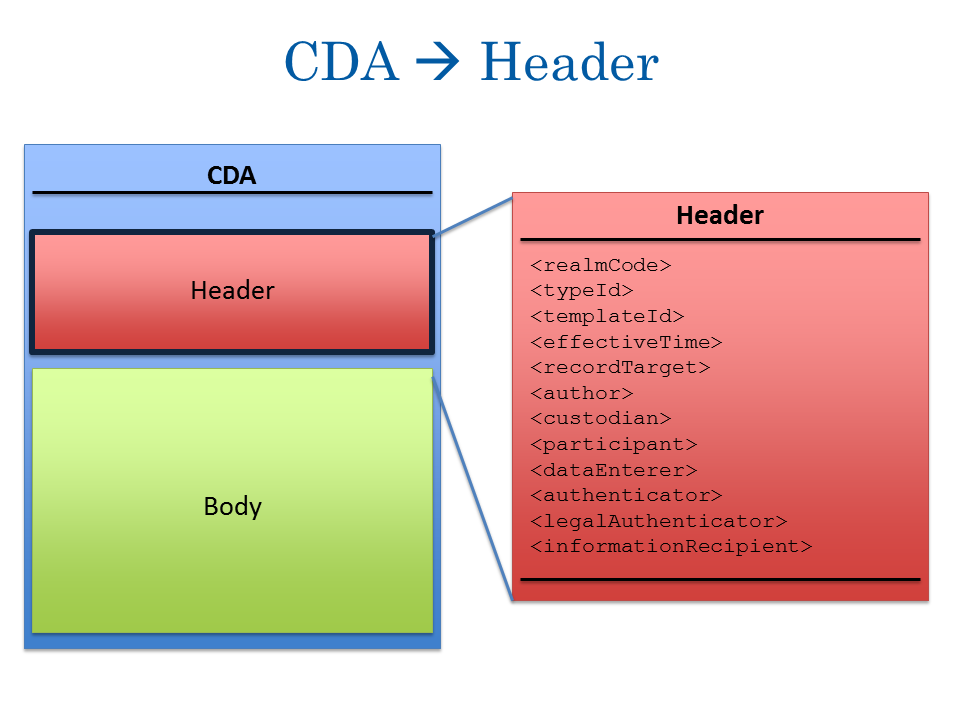 CDA → Header
CDA
Header
Body
Header
<realmCode>
<typeId>
<templateId>
<effectiveTime>
<recordTarget>
<author>
<custodian>
<participant>
<dataEnterer>
<authenticator>
<legalAuthenticator>
<informationRecipient>